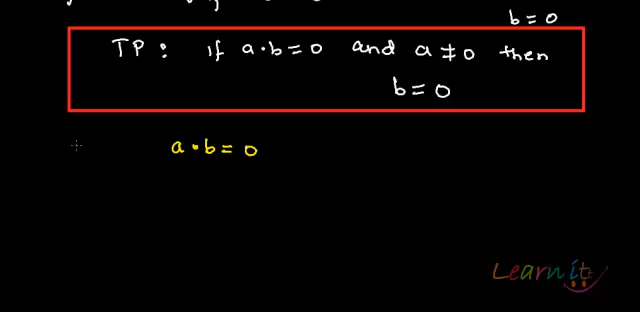 b = 0
TP : if a·b = 0 and a ≠ 0 then
b = 0
a · b = 0
Learnit